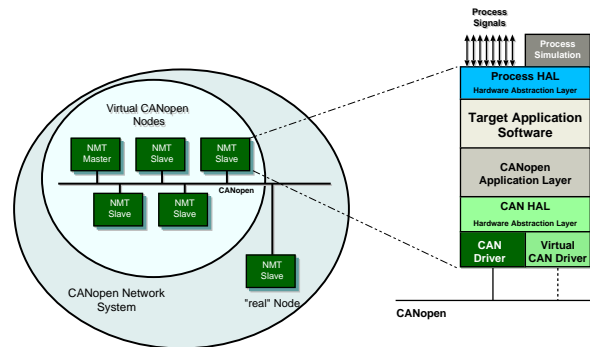 Process
Signals
Process
Simulation
Process HAL
Hardware Abstraction Layer
Target Application
Software
CANopen
Application Layer
CAN HAL
Hardware Abstraction Layer
CAN
Driver
Virtual
CAN Driver
CANopen
Virtual CANopen
Nodes
NMT
Master
NMT
Slave
NMT
Slave
CANopen
NMT
Slave
NMT
Slave
NMT
Slave
"real" Node
CANopen Network
System